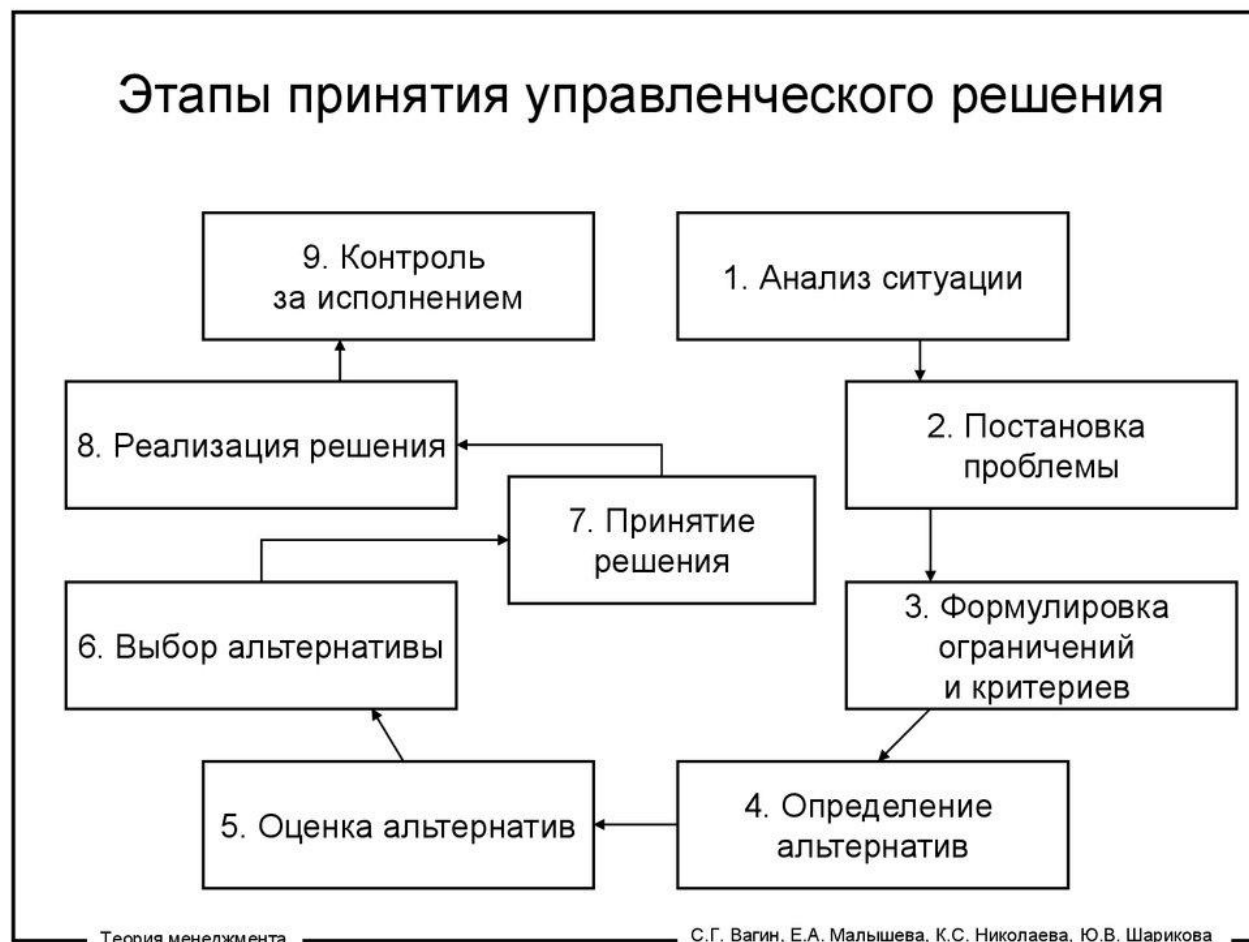 Этапы принятия управленческого решения
9. Контроль
за исполнением
1. Анализ ситуации
8. Реализация решения
2. Постановка
проблемы
7. Принятие
решения
6. Выбор альтернативы
3. Формулировка
ограничений
и критериев
5. Оценка альтернатив
4. Определение
альтернатив
Теория менеджмента
С.Г. Вагин, Е.А. Малышева, К.С. Николаева, Ю.В. Шарикова